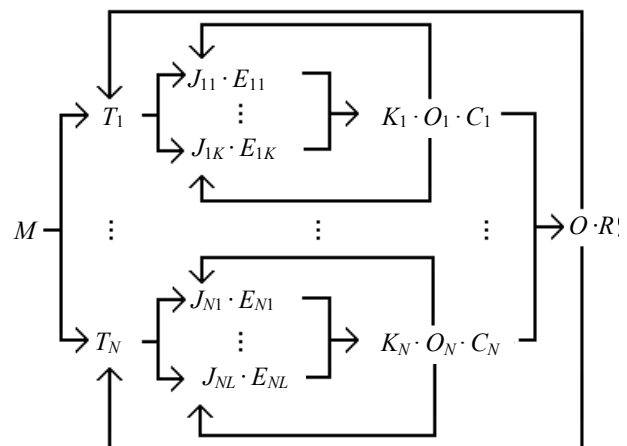 J₁₁ · E₁₁
T₁ ⋮ K₁ · O₁ · C₁
J₁K · E₁K
M ⋮ ⋮ ⋮ O · R
J_N1 · E_N1
T_N ⋮ K_N · O_N · C_N
J_NL · E_NL